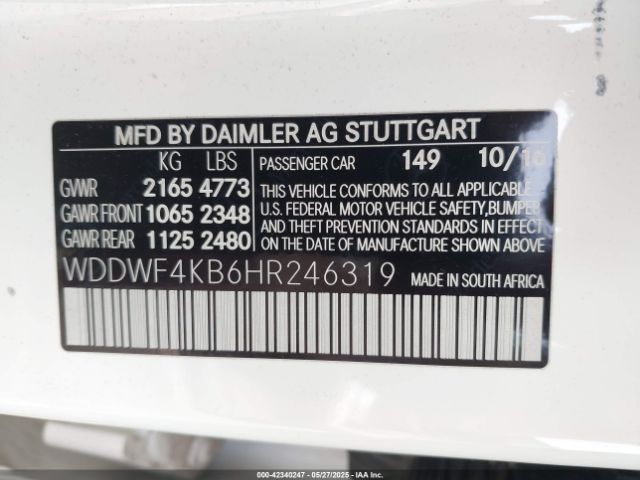 MFD BY DAIMLER AG STUTTGART
KG LBS
GVWR 2165 4773
GAWR FRONT 1065 2348
GAWR REAR 1125 2480
PASSENGER CAR 149 10/16
THIS VEHICLE CONFORMS TO ALL APPLICABLE
U.S. FEDERAL MOTOR VEHICLE SAFETY,BUMPER
AND THEFT PREVENTION STANDARDS IN EFFECT
ON THE DATE OF MANUFACTURE SHOWN ABOVE.
WDDWF4KB6HR246319 MADE IN SOUTH AFRICA
000-42340247 - 05/27/2025 - IAA Inc.